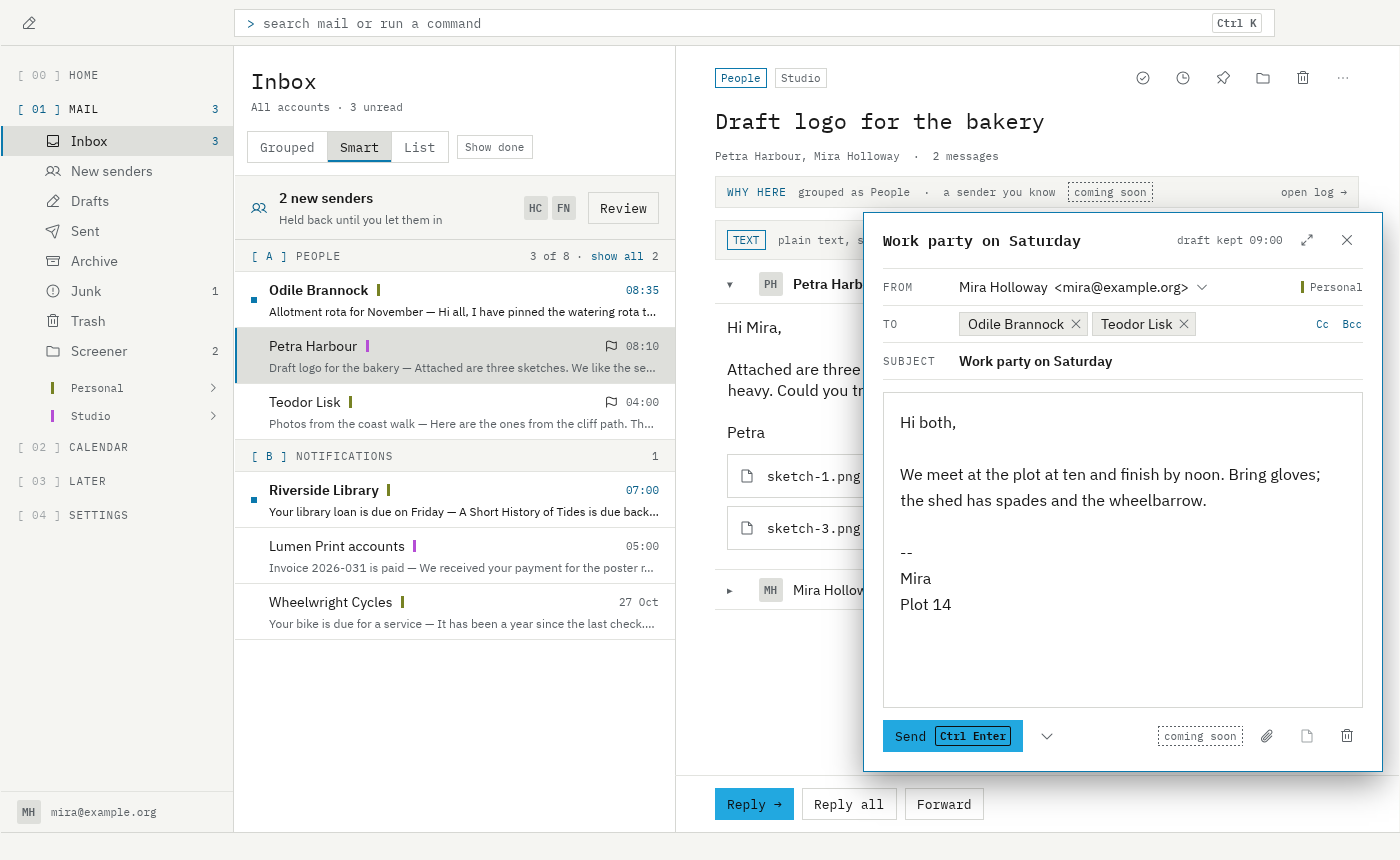 > search mail or run a command
Ctrl K
[ 00 ] HOME
[ 01 ] MAIL 3
Inbox 3
New senders
Drafts
Sent
Archive
Junk 1
Trash
Screener 2
Personal
Studio
[ 02 ] CALENDAR
[ 03 ] LATER
[ 04 ] SETTINGS
MH mira@example.org
Inbox
All accounts · 3 unread
Grouped Smart List Show done
2 new senders
Held back until you let them in
HC FN Review
[ A ] PEOPLE 3 of 8 · show all 2
Odile Brannock 08:35
Allotment rota for November — Hi all, I have pinned the watering rota t…
Petra Harbour 08:10
Draft logo for the bakery — Attached are three sketches. We like the se…
Teodor Lisk 04:00
Photos from the coast walk — Here are the ones from the cliff path. Th…
[ B ] NOTIFICATIONS 1
Riverside Library 07:00
Your library loan is due on Friday — A Short History of Tides is due back…
Lumen Print accounts 05:00
Invoice 2026-031 is paid — We received your payment for the poster r…
Wheelwright Cycles 27 Oct
Your bike is due for a service — It has been a year since the last check.…
People Studio
Draft logo for the bakery
Petra Harbour, Mira Holloway · 2 messages
WHY HERE grouped as People · a sender you know coming soon open log →
TEXT plain text, s
PH Petra Harb
Hi Mira,
Attached are three
heavy. Could you tr
Petra
sketch-1.png
sketch-3.png
MH Mira Hollow
Reply → Reply all Forward
Work party on Saturday draft kept 09:00
FROM Mira Holloway <mira@example.org> Personal
TO Odile Brannock Teodor Lisk Cc Bcc
SUBJECT Work party on Saturday
Hi both,
We meet at the plot at ten and finish by noon. Bring gloves;
the shed has spades and the wheelbarrow.
--
Mira
Plot 14
Send Ctrl Enter coming soon